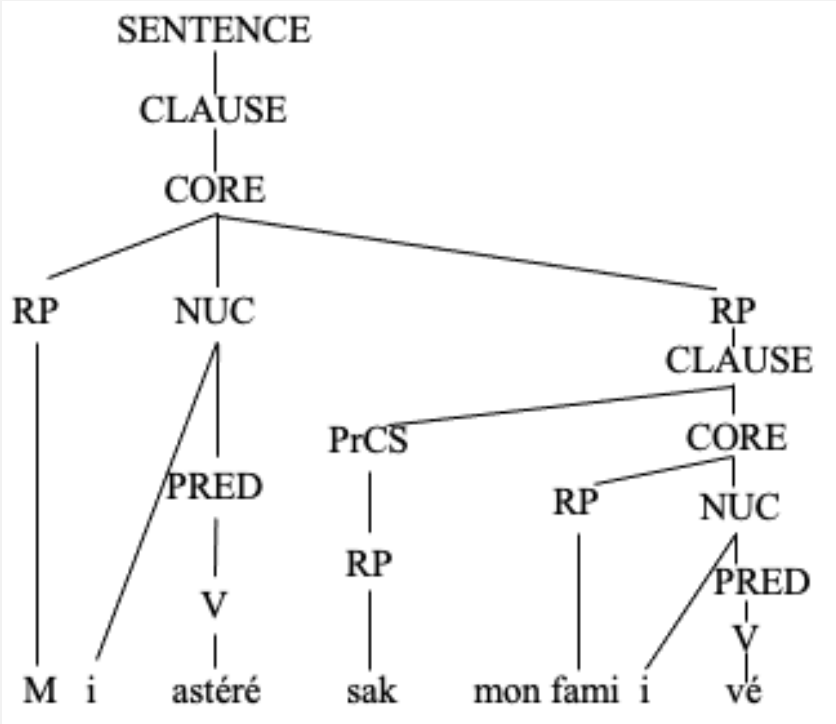 SENTENCE
CLAUSE
CORE
RP NUC RP
CLAUSE
PrCS CORE
PRED RP NUC
RP PRED
V V
M i astéré sak mon fami i vé